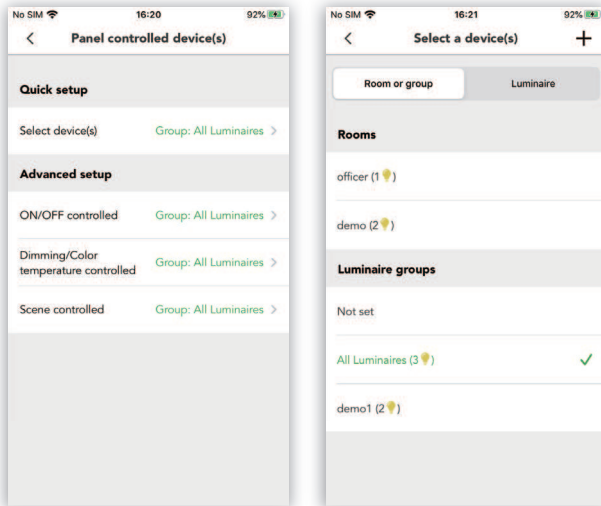 No SIM 16:20 92%
Panel controlled device(s)
Quick setup
Select device(s) Group: All Luminaires
Advanced setup
ON/OFF controlled Group: All Luminaires
Dimming/Color
temperature controlled Group: All Luminaires
Scene controlled Group: All Luminaires
No SIM 16:21 92%
Select a device(s) +
Room or group Luminaire
Rooms
officer (1)
demo (2)
Luminaire groups
Not set
All Luminaires (3)
demo1 (2)